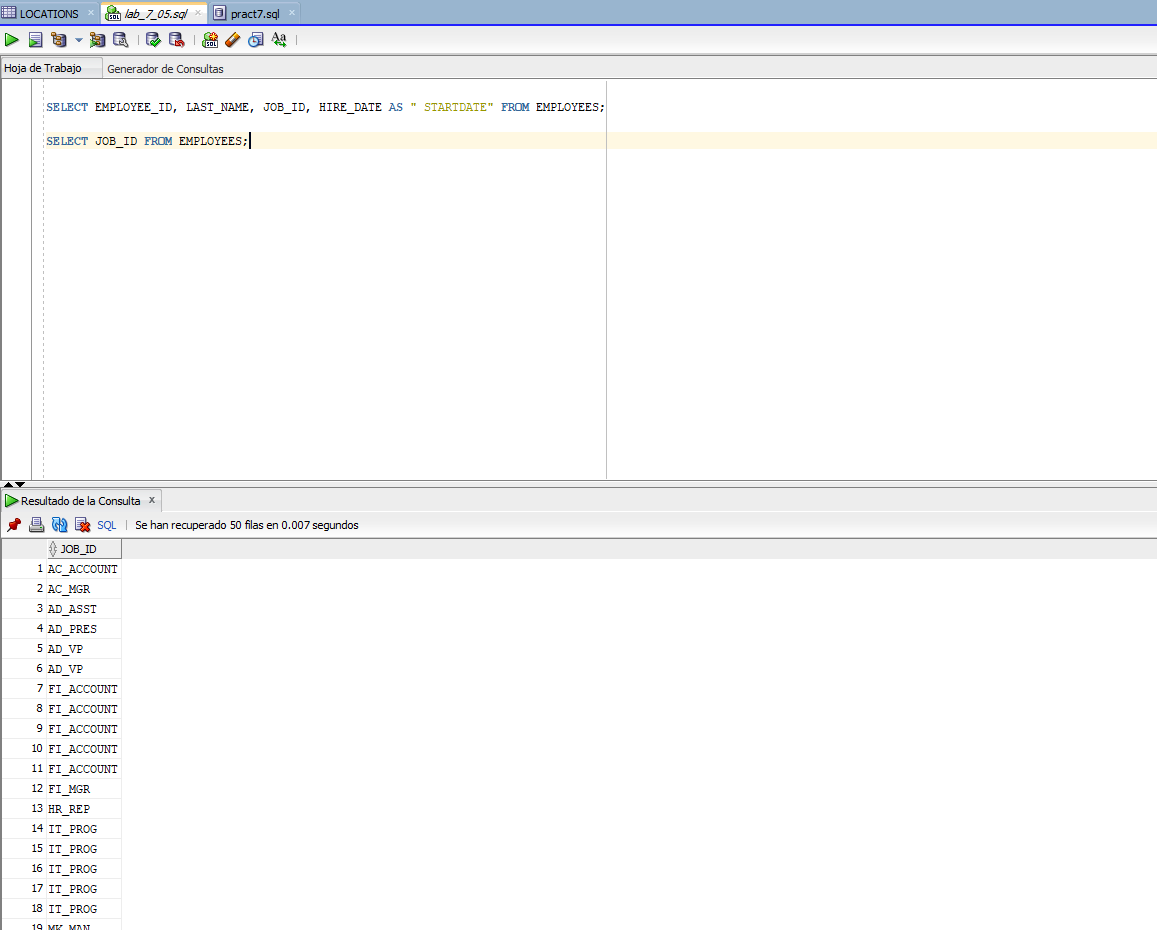 LOCATIONS × lab_7_05.sql × pract7.sql ×
Hoja de Trabajo Generador de Consultas
SELECT EMPLOYEE_ID, LAST_NAME, JOB_ID, HIRE_DATE AS " STARTDATE" FROM EMPLOYEES;
SELECT JOB_ID FROM EMPLOYEES;
Resultado de la Consulta ×
SQL | Se han recuperado 50 filas en 0.007 segundos
JOB_ID
1 AC_ACCOUNT
2 AC_MGR
3 AD_ASST
4 AD_PRES
5 AD_VP
6 AD_VP
7 FI_ACCOUNT
8 FI_ACCOUNT
9 FI_ACCOUNT
10 FI_ACCOUNT
11 FI_ACCOUNT
12 FI_MGR
13 HR_REP
14 IT_PROG
15 IT_PROG
16 IT_PROG
17 IT_PROG
18 IT_PROG
19 MK_MAN